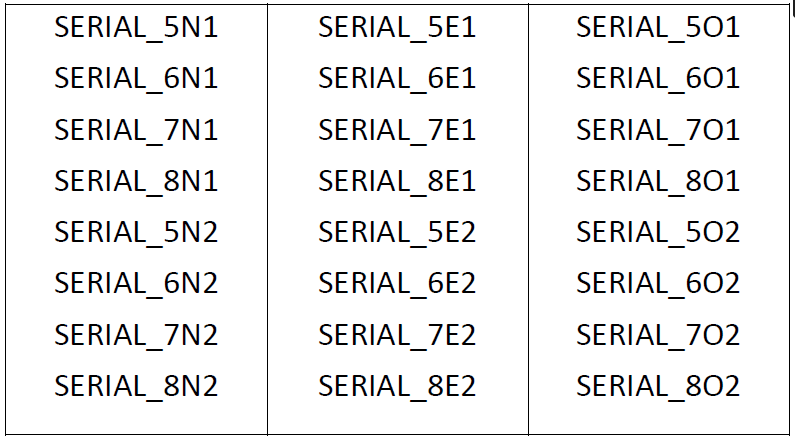 SERIAL_5N1 SERIAL_5E1 SERIAL_5O1
SERIAL_6N1 SERIAL_6E1 SERIAL_6O1
SERIAL_7N1 SERIAL_7E1 SERIAL_7O1
SERIAL_8N1 SERIAL_8E1 SERIAL_8O1
SERIAL_5N2 SERIAL_5E2 SERIAL_5O2
SERIAL_6N2 SERIAL_6E2 SERIAL_6O2
SERIAL_7N2 SERIAL_7E2 SERIAL_7O2
SERIAL_8N2 SERIAL_8E2 SERIAL_8O2